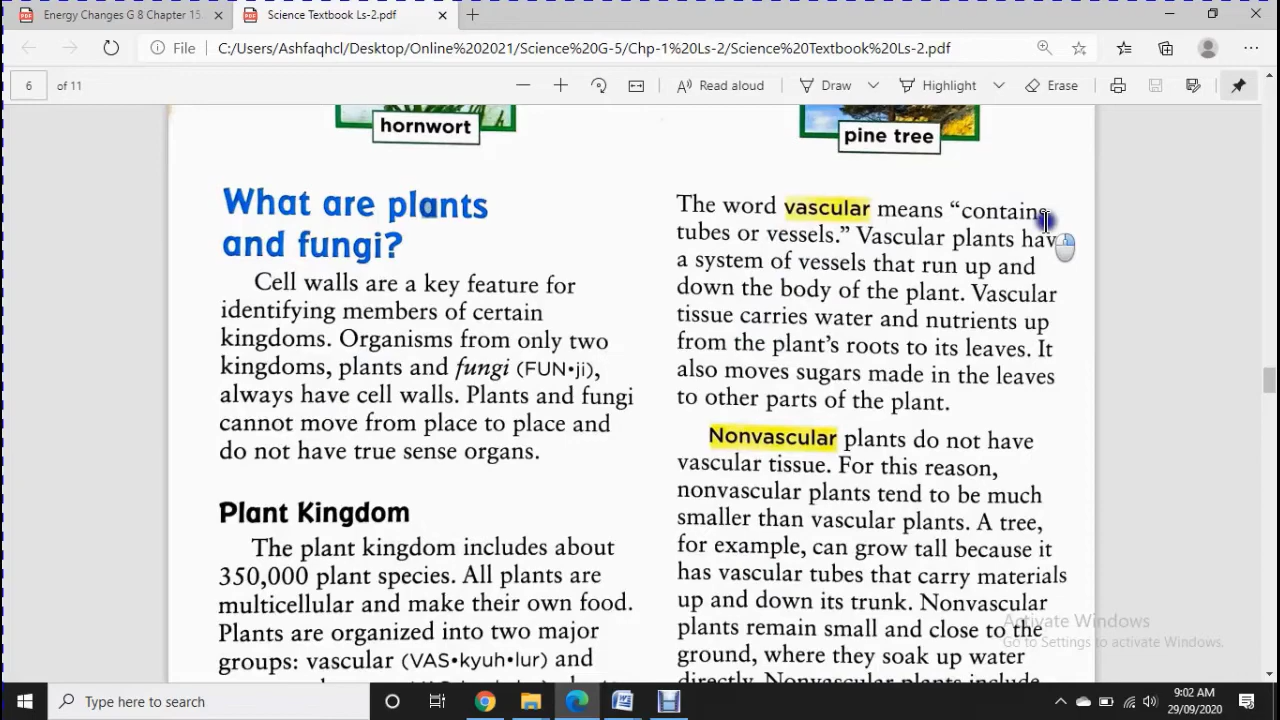 Energy Changes G 8 Chapter 15.
Science Textbook Ls-2.pdf
File
C:/Users/Ashfaqhcl/Desktop/Online%202021/Science%20G-5/Chp-1%20Ls-2/Science%20Textbook%20Ls-2.pdf
6 of 11
Read aloud
Draw
Highlight
Erase
hornwort
pine tree
What are plants
and fungi?
Cell walls are a key feature for
identifying members of certain
kingdoms. Organisms from only two
kingdoms, plants and fungi (FUN•ji),
always have cell walls. Plants and fungi
cannot move from place to place and
do not have true sense organs.
Plant Kingdom
The plant kingdom includes about
350,000 plant species. All plants are
multicellular and make their own food.
Plants are organized into two major
groups: vascular (VAS•kyuh•lur) and
The word vascular means “contains
tubes or vessels.” Vascular plants hav
a system of vessels that run up and
down the body of the plant. Vascular
tissue carries water and nutrients up
from the plant’s roots to its leaves. It
also moves sugars made in the leaves
to other parts of the plant.
Nonvascular plants do not have
vascular tissue. For this reason,
nonvascular plants tend to be much
smaller than vascular plants. A tree,
for example, can grow tall because it
has vascular tubes that carry materials
up and down its trunk. Nonvascular
plants remain small and close to the
ground, where they soak up water
directly. Nonvascular plants include
Activate Windows
Go to Settings to activate Windows.
Type here to search
9:02 AM
29/09/2020